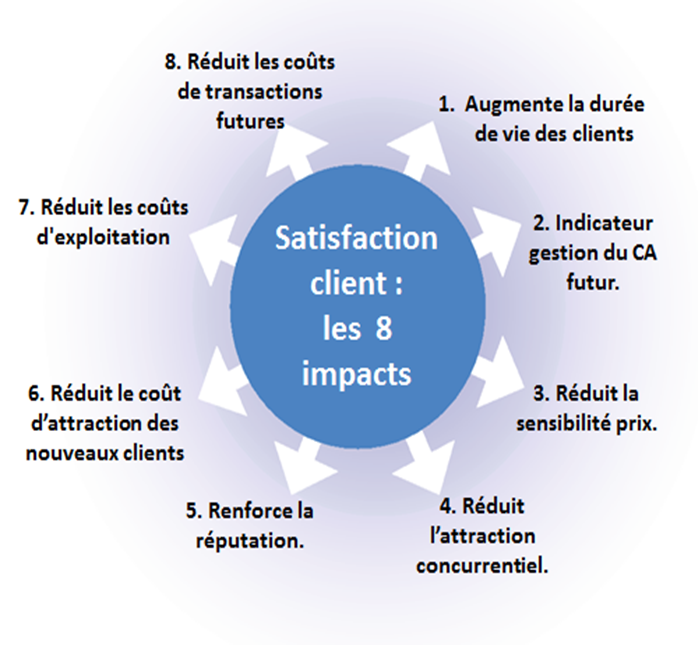 Satisfaction
client :
les 8
impacts
1. Augmente la durée
de vie des clients
2. Indicateur
gestion du CA
futur.
3. Réduit la
sensibilité prix.
4. Réduit
l’attraction
concurrentiel.
5. Renforce la
réputation.
6. Réduit le coût
d’attraction des
nouveaux clients
7. Réduit les coûts
d'exploitation
8. Réduit les coûts
de transactions
futures